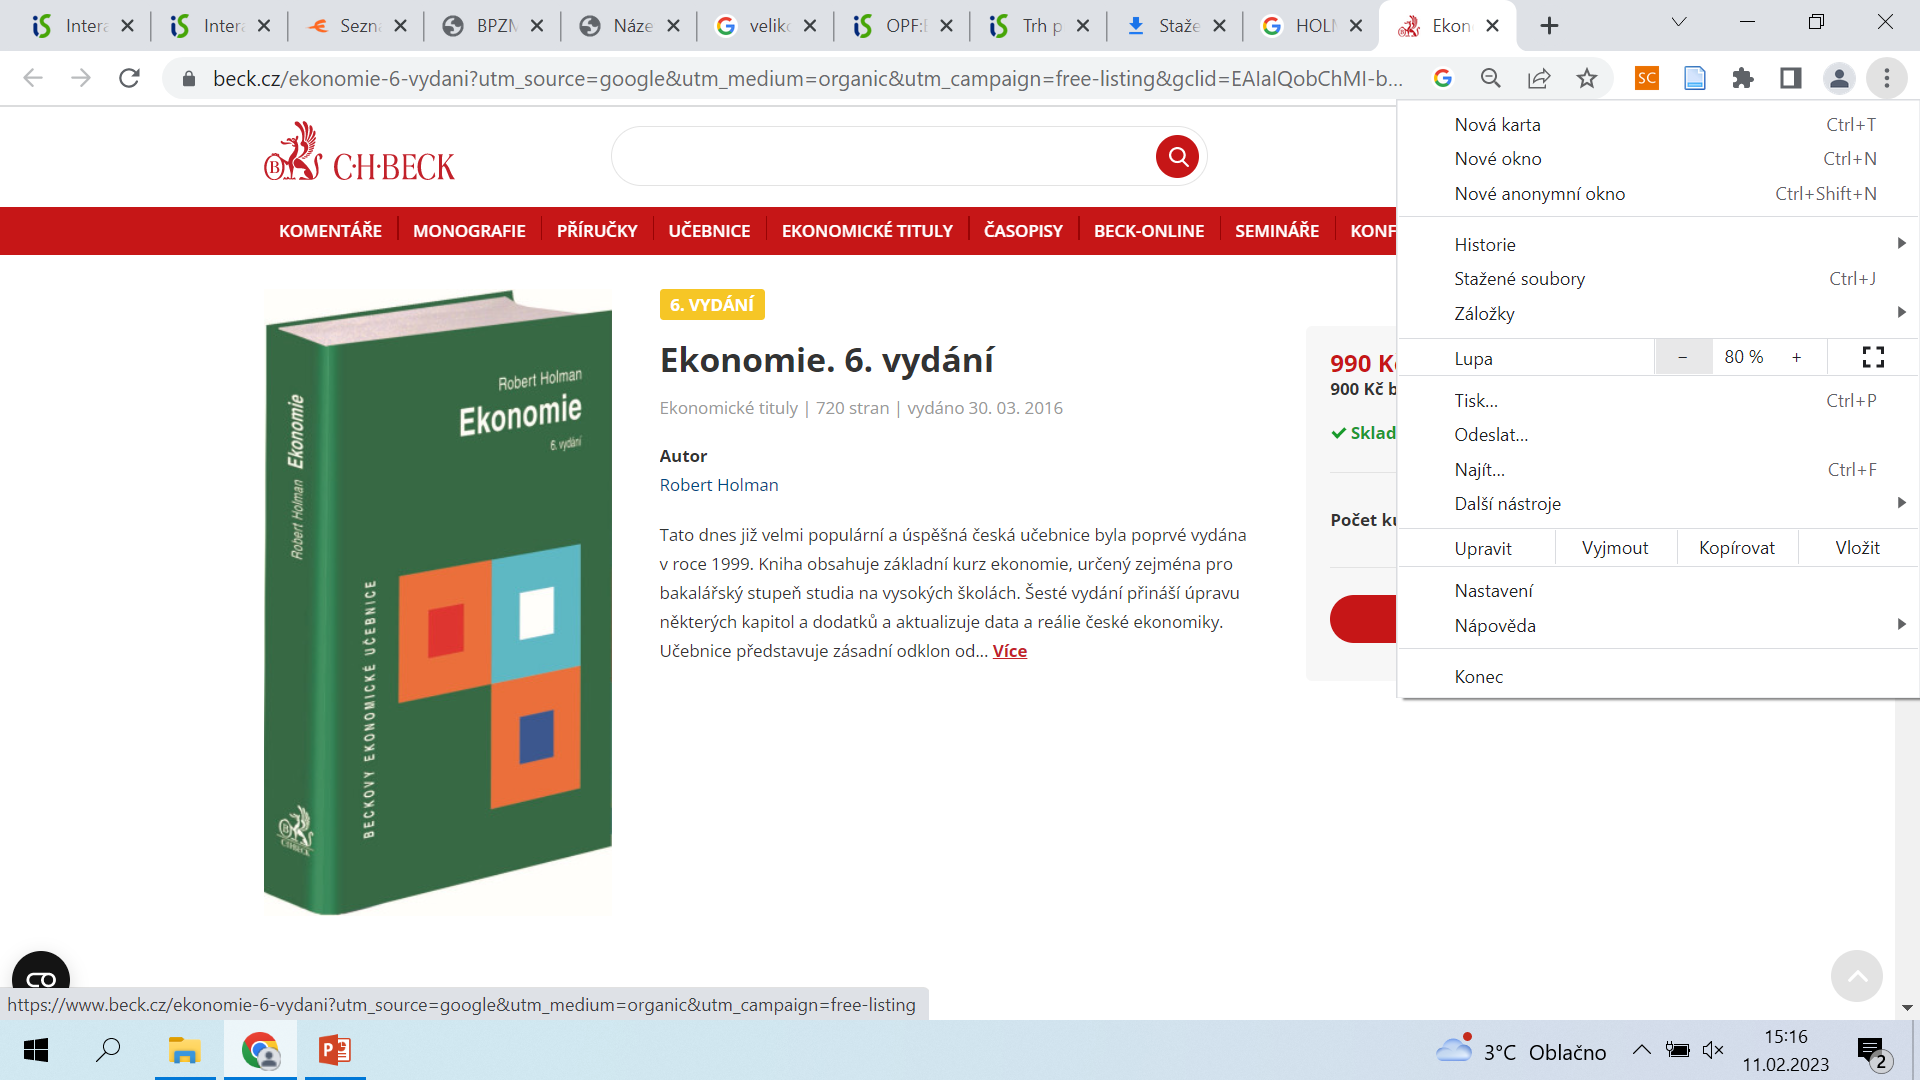 Inter
Inter
Sezn
BPZM
Náze
velik
OPF:
Trh p
Staže
HOL
Ekon
beck.cz/ekonomie-6-vydani?utm_source=google&utm_medium=organic&utm_campaign=free-listing&gclid=EAIaIQobChMI-b...
SC
C·H·BECK
KOMENTÁŘE
MONOGRAFIE
PŘÍRUČKY
UČEBNICE
EKONOMICKÉ TITULY
ČASOPISY
BECK-ONLINE
SEMINÁŘE
KONF
Robert Holman
Ekonomie
6. vydání
Robert Holman Ekonomie
BECKOVY EKONOMICKÉ UČEBNICE
C·H·BECK
6. VYDÁNÍ
Ekonomie. 6. vydání
Ekonomické tituly | 720 stran | vydáno 30. 03. 2016
Autor
Robert Holman
Tato dnes již velmi populární a úspěšná česká učebnice byla poprvé vydána
v roce 1999. Kniha obsahuje základní kurz ekonomie, určený zejména pro
bakalářský stupeň studia na vysokých školách. Šesté vydání přináší úpravu
některých kapitol a dodatků a aktualizuje data a reálie české ekonomiky.
Učebnice představuje zásadní odklon od... Více
990 Kč
900 Kč b
Sklad
Počet ku
Nová karta Ctrl+T
Nové okno Ctrl+N
Nové anonymní okno Ctrl+Shift+N
Historie
Stažené soubory Ctrl+J
Záložky
Lupa − 80 % +
Tisk... Ctrl+P
Odeslat...
Najít... Ctrl+F
Další nástroje
Upravit Vyjmout Kopírovat Vložit
Nastavení
Nápověda
Konec
https://www.beck.cz/ekonomie-6-vydani?utm_source=google&utm_medium=organic&utm_campaign=free-listing
3°C Oblačno
15:16
11.02.2023
2